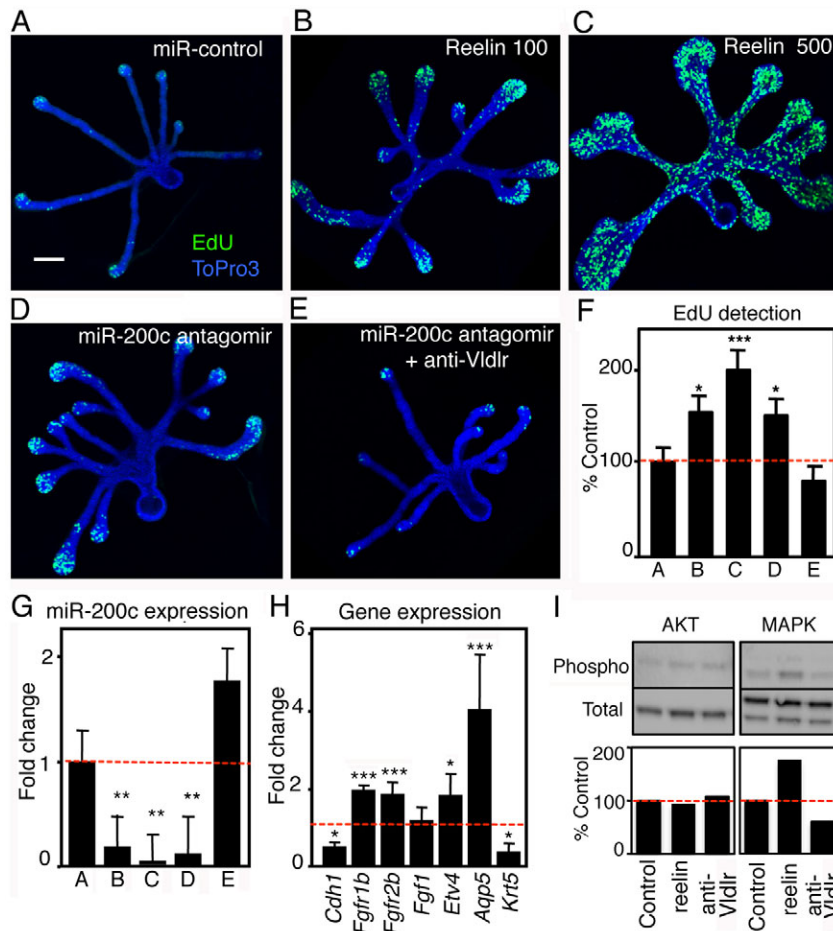 A
miR-control
B
Reelin 100
C
Reelin 500
EdU
ToPro3
D
miR-200c antagomir
E
miR-200c antagomir
+ anti-Vldlr
F
EdU detection
% Control
200
100
0
***
*
*
A B C D E
G
miR-200c expression
Fold change
2
1
0
**
**
**
A B C D E
H
Gene expression
Fold change
6
4
2
0
*
***
***
*
***
*
Cdh1
Fgfr1b
Fgfr2b
Fgf1
Etv4
Aqp5
Krt5
I
AKT MAPK
Phospho
Total
% Control
200
100
0
Control
reelin
anti-
Vldlr
Control
reelin
anti-
Vldlr